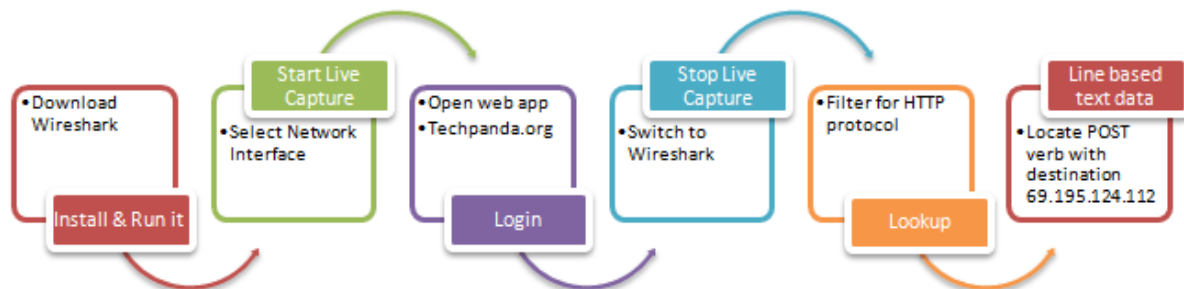 • Download
Wireshark
Install & Run it
Start Live
Capture
• Select Network
Interface
• Open web app
• Techpanda.org
Login
Stop Live
Capture
• Switch to
Wireshark
• Filter for HTTP
protocol
Lookup
Line based
text data
• Locate POST
verb with
destination
69.195.124.112